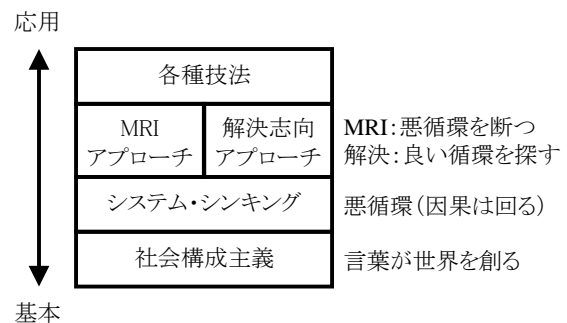 応用
各種技法
MRI
アプローチ
解決志向
アプローチ
MRI:悪循環を断つ
解決:良い循環を探す
システム・シンキング
悪循環(因果は回る)
社会構成主義
言葉が世界を創る
基本